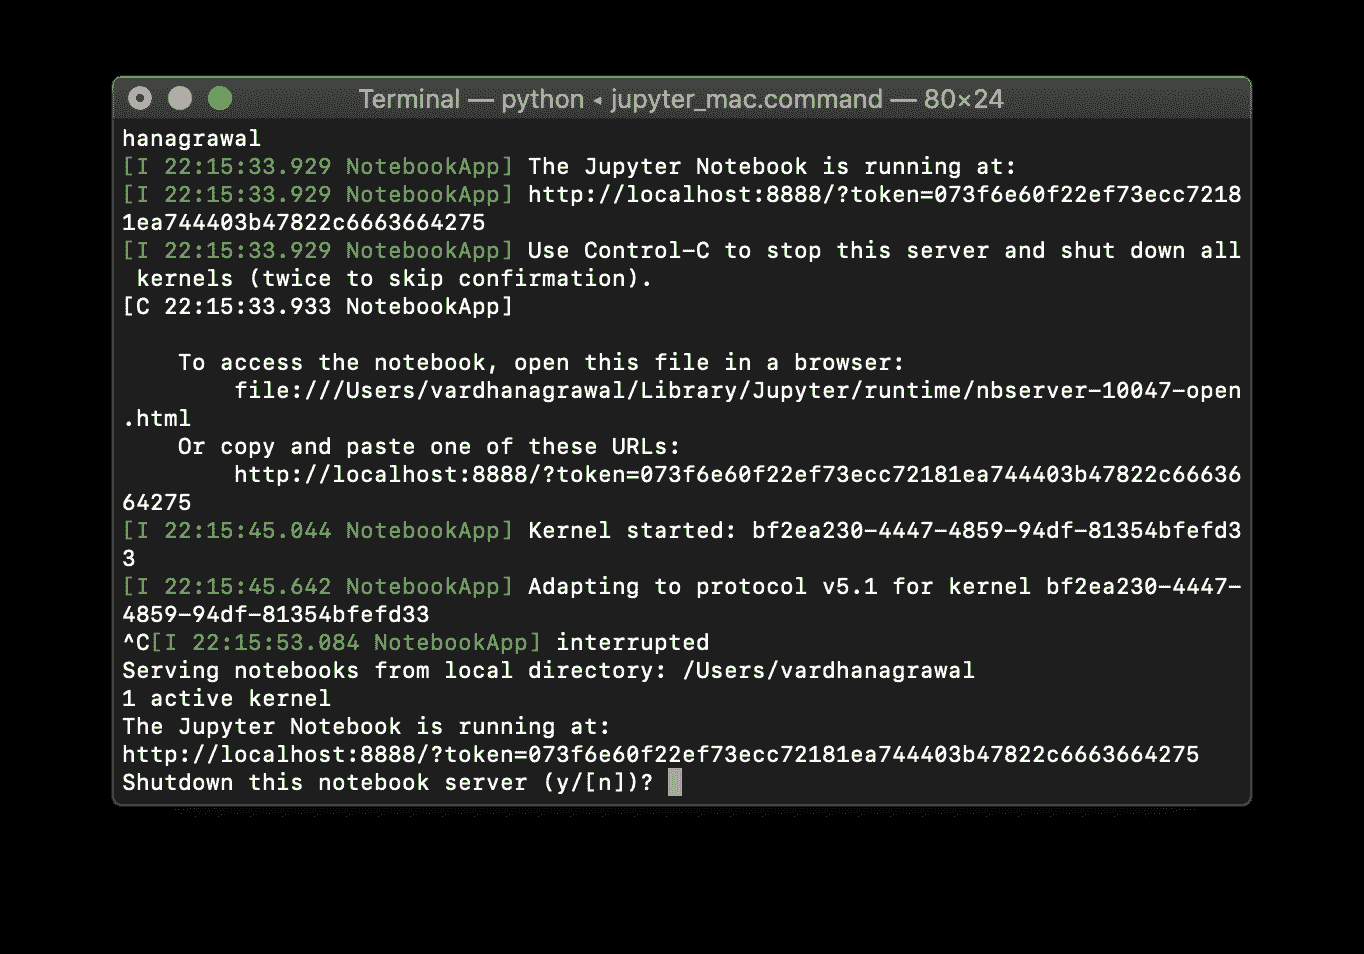 Terminal — python ◂ jupyter_mac.command — 80×24
hanagrawal
[I 22:15:33.929 NotebookApp] The Jupyter Notebook is running at:
[I 22:15:33.929 NotebookApp] http://localhost:8888/?token=073f6e60f22ef73ecc7218
1ea744403b47822c6663664275
[I 22:15:33.929 NotebookApp] Use Control-C to stop this server and shut down all
 kernels (twice to skip confirmation).
[C 22:15:33.933 NotebookApp]
    To access the notebook, open this file in a browser:
        file:///Users/vardhanagrawal/Library/Jupyter/runtime/nbserver-10047-open
.html
    Or copy and paste one of these URLs:
        http://localhost:8888/?token=073f6e60f22ef73ecc72181ea744403b47822c66636
64275
[I 22:15:45.044 NotebookApp] Kernel started: bf2ea230-4447-4859-94df-81354bfefd3
3
[I 22:15:45.642 NotebookApp] Adapting to protocol v5.1 for kernel bf2ea230-4447-
4859-94df-81354bfefd33
^C[I 22:15:53.084 NotebookApp] interrupted
Serving notebooks from local directory: /Users/vardhanagrawal
1 active kernel
The Jupyter Notebook is running at:
http://localhost:8888/?token=073f6e60f22ef73ecc72181ea744403b47822c6663664275
Shutdown this notebook server (y/[n])?